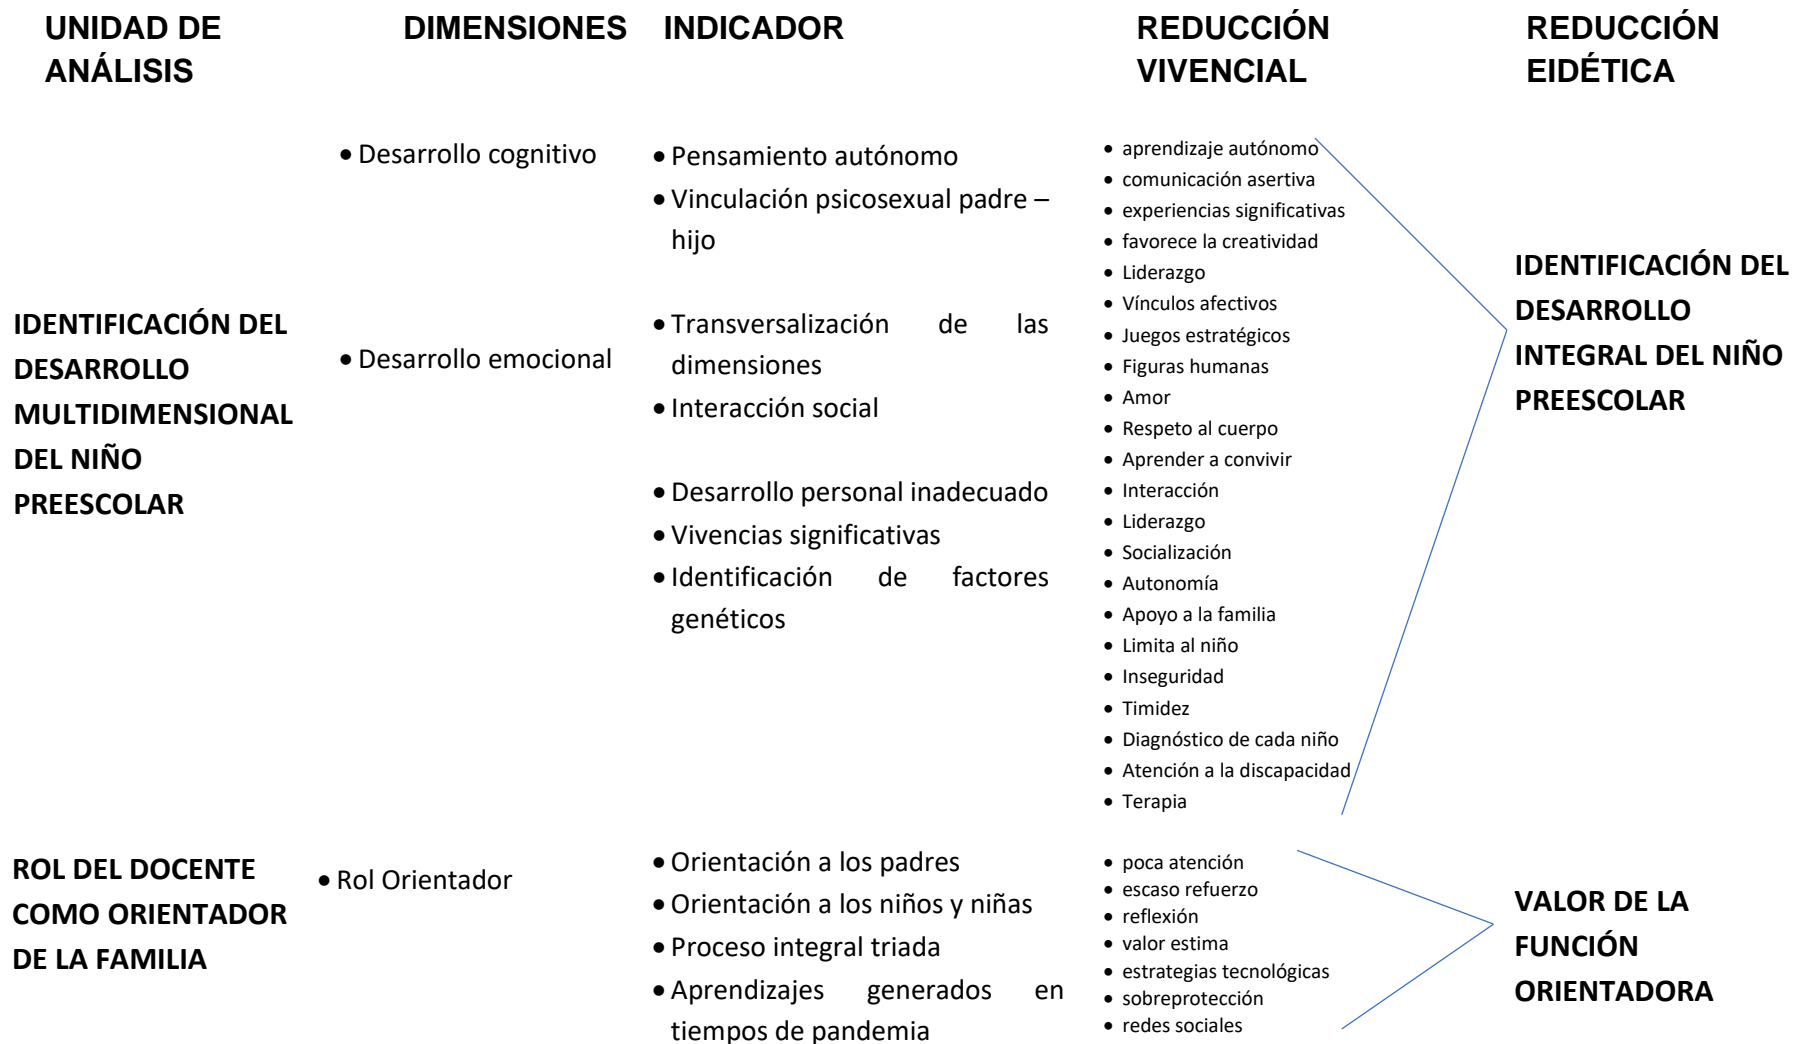 UNIDAD DE
ANÁLISIS
DIMENSIONES
INDICADOR
REDUCCIÓN
VIVENCIAL
REDUCCIÓN
EIDÉTICA
IDENTIFICACIÓN DEL
DESARROLLO
MULTIDIMENSIONAL
DEL NIÑO
PREESCOLAR
• Desarrollo cognitivo
• Desarrollo emocional
• Pensamiento autónomo
• Vinculación psicosexual padre –
hijo
• Transversalización de las
dimensiones
• Interacción social
• Desarrollo personal inadecuado
• Vivencias significativas
• Identificación de factores
genéticos
• aprendizaje autónomo
• comunicación asertiva
• experiencias significativas
• favorece la creatividad
• Liderazgo
• Vínculos afectivos
• Juegos estratégicos
• Figuras humanas
• Amor
• Respeto al cuerpo
• Aprender a convivir
• Interacción
• Liderazgo
• Socialización
• Autonomía
• Apoyo a la familia
• Limita al niño
• Inseguridad
• Timidez
• Diagnóstico de cada niño
• Atención a la discapacidad
• Terapia
IDENTIFICACIÓN DEL
DESARROLLO
INTEGRAL DEL NIÑO
PREESCOLAR
ROL DEL DOCENTE
COMO ORIENTADOR
DE LA FAMILIA
• Rol Orientador
• Orientación a los padres
• Orientación a los niños y niñas
• Proceso integral triada
• Aprendizajes generados en
tiempos de pandemia
• poca atención
• escaso refuerzo
• reflexión
• valor estima
• estrategias tecnológicas
• sobreprotección
• redes sociales
VALOR DE LA
FUNCIÓN
ORIENTADORA